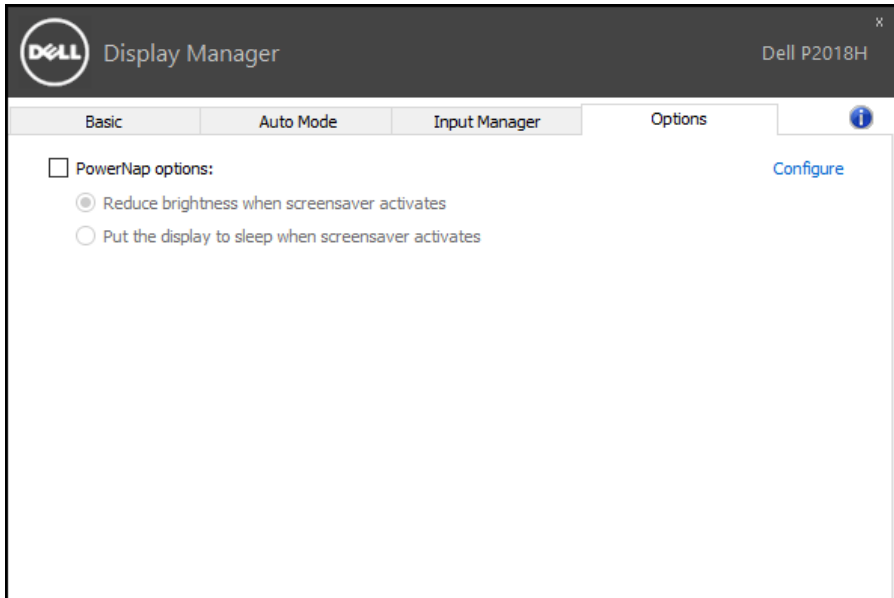 x
DELL Display Manager Dell P2018H
Basic Auto Mode Input Manager Options i
PowerNap options: Configure
Reduce brightness when screensaver activates
Put the display to sleep when screensaver activates